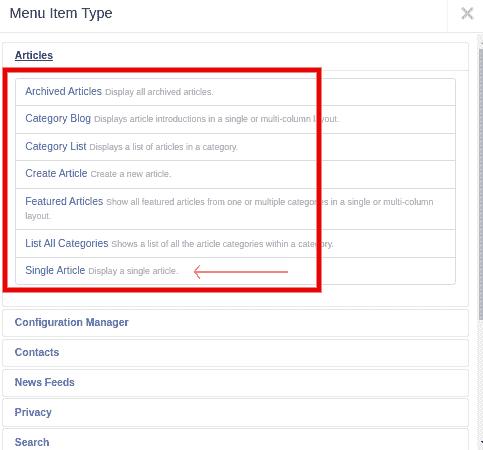 Menu Item Type
Articles
Archived Articles Display all archived articles.
Category Blog Displays article introductions in a single or multi-column layout.
Category List Displays a list of articles in a category.
Create Article Create a new article.
Featured Articles Show all featured articles from one or multiple categories in a single or multi-column
layout.
List All Categories Shows a list of all the article categories within a category.
Single Article Display a single article.
Configuration Manager
Contacts
News Feeds
Privacy
Search